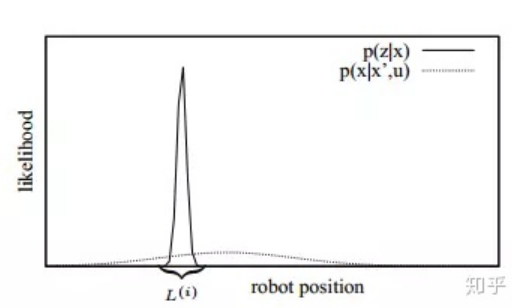 p(z|x)
p(x|x',u)
likelihood
L(i)
robot position
知乎